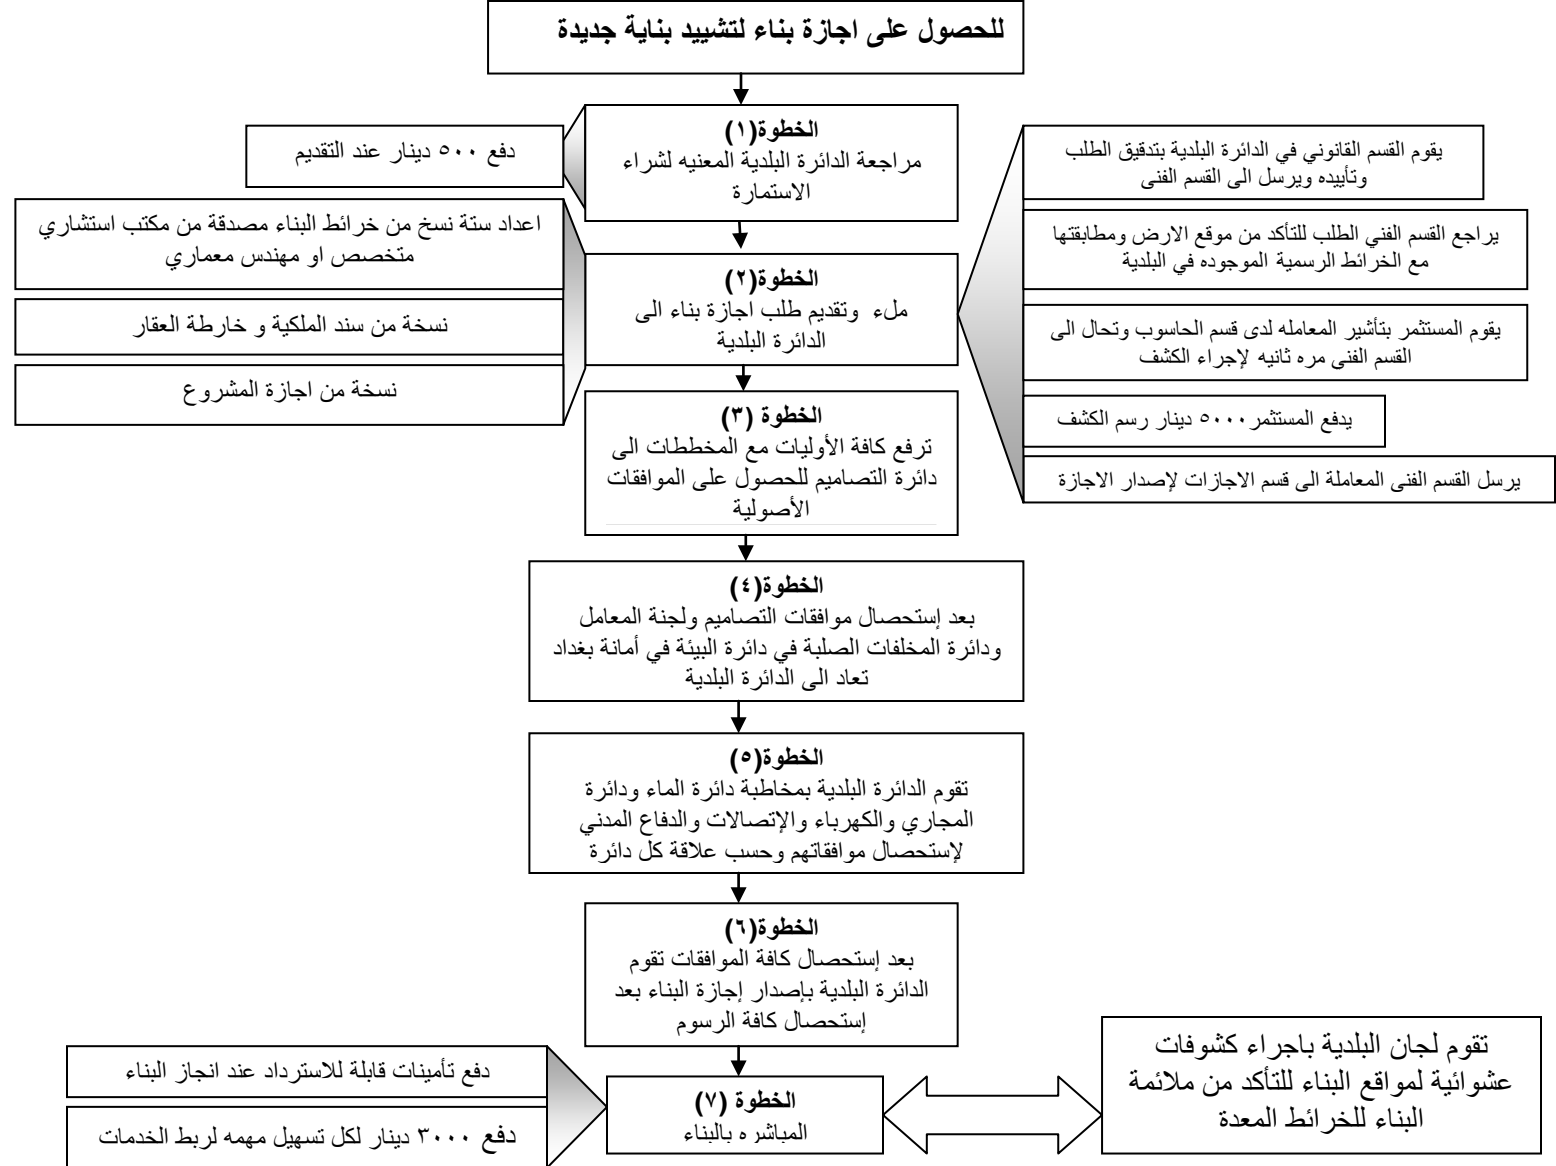 للحصول على اجازة بناء لتشييد بناية جديدة
الخطوة(١)
مراجعة الدائرة البلدية المعنيه لشراء
الاستمارة
دفع ٥٠٠ دينار عند التقديم
الخطوة(٢)
ملء وتقديم طلب اجازة بناء الى
الدائرة البلدية
يقوم القسم القانوني في الدائرة البلدية بتدقيق الطلب
وتأييده ويرسل الى القسم الفنى
يراجع القسم الفني الطلب للتأكد من موقع الارض ومطابقتها
مع الخرائط الرسمية الموجوده في البلدية
يقوم المستثمر بتأشير المعامله لدى قسم الحاسوب وتحال الى
القسم الفنى مره ثانيه لإجراء الكشف
يدفع المستثمر ٥٠٠٠ دينار رسم الكشف
يرسل القسم الفنى المعاملة الى قسم الاجازات لإصدار الاجازة
اعداد ستة نسخ من خرائط البناء مصدقة من مكتب استشاري
متخصص او مهندس معماري
نسخة من سند الملكية و خارطة العقار
نسخة من اجازة المشروع
الخطوة (٣)
ترفع كافة الأوليات مع المخططات الى
دائرة التصاميم للحصول على الموافقات
الأصولية
الخطوة(٤)
بعد إستحصال موافقات التصاميم ولجنة المعامل
ودائرة المخلفات الصلبة في دائرة البيئة في أمانة بغداد
تعاد الى الدائرة البلدية
الخطوة(٥)
تقوم الدائرة البلدية بمخاطبة دائرة الماء ودائرة
المجاري والكهرباء والإتصالات والدفاع المدني
لإستحصال موافقاتهم وحسب علاقة كل دائرة
الخطوة(٦)
بعد إستحصال كافة الموافقات تقوم
الدائرة البلدية بإصدار إجازة البناء بعد
إستحصال كافة الرسوم
الخطوة (٧)
المباشره بالبناء
تقوم لجان البلدية باجراء كشوفات
عشوائية لمواقع البناء للتأكد من ملائمة
البناء للخرائط المعدة
دفع تأمينات قابلة للاسترداد عند انجاز البناء
دفع ٣٠٠٠ دينار لكل تسهيل مهمه لربط الخدمات